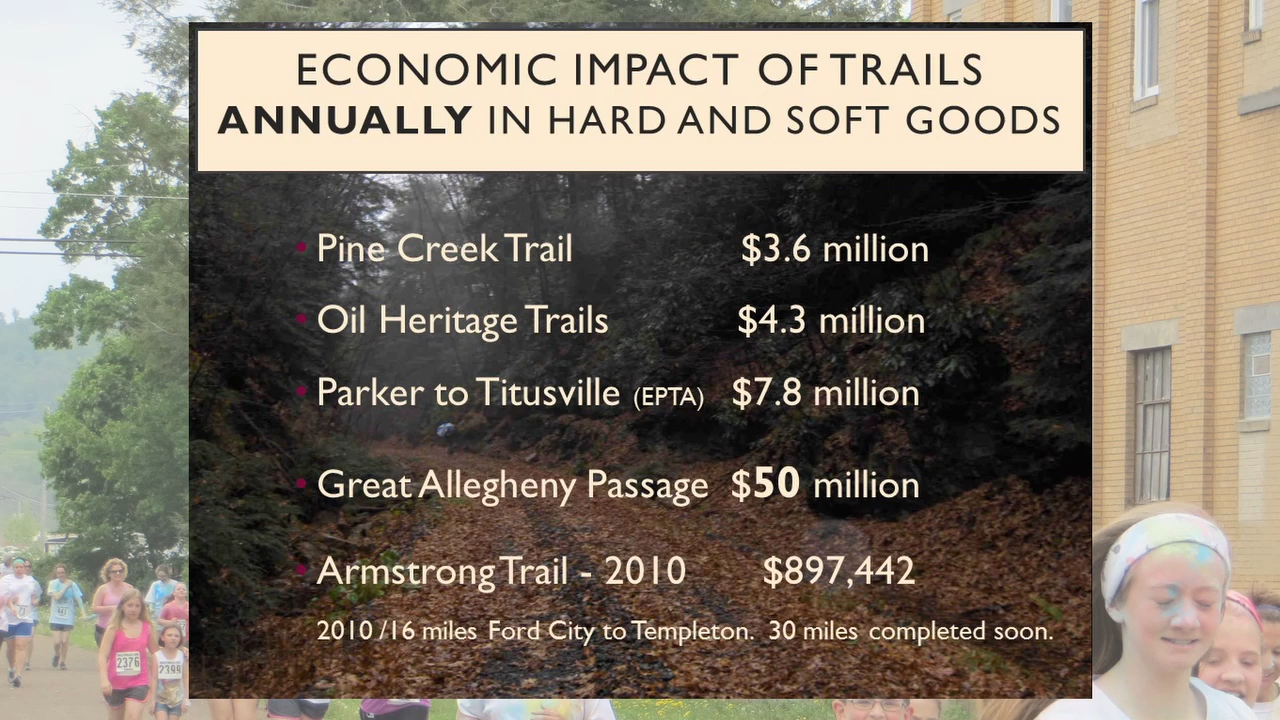 ECONOMIC IMPACT OF TRAILS
ANNUALLY IN HARD AND SOFT GOODS
• Pine Creek Trail $3.6 million
• Oil Heritage Trails $4.3 million
• Parker to Titusville (EPTA) $7.8 million
• Great Allegheny Passage $50 million
• Armstrong Trail - 2010 $897,442
2010 /16 miles Ford City to Templeton. 30 miles completed soon.
2376
2399